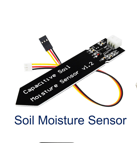 Capacitive Soil
Moisture Sensor v1.2
Soil Moisture Sensor